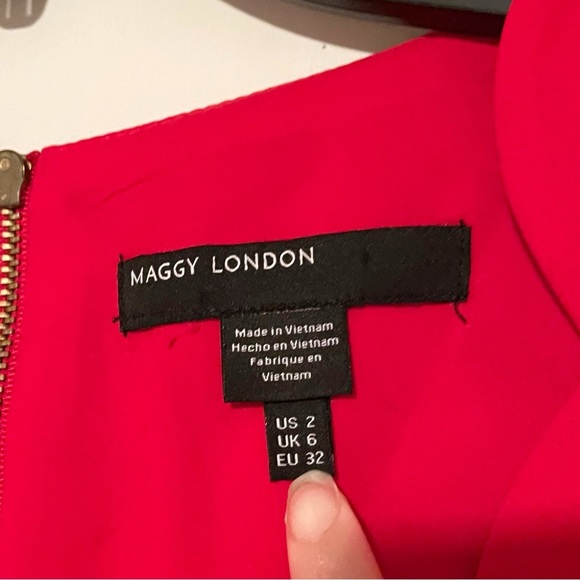 MAGGY LONDON
Made in Vietnam
Hecho en Vietnam
Fabrique en
Vietnam
US 2
UK 6
EU 32